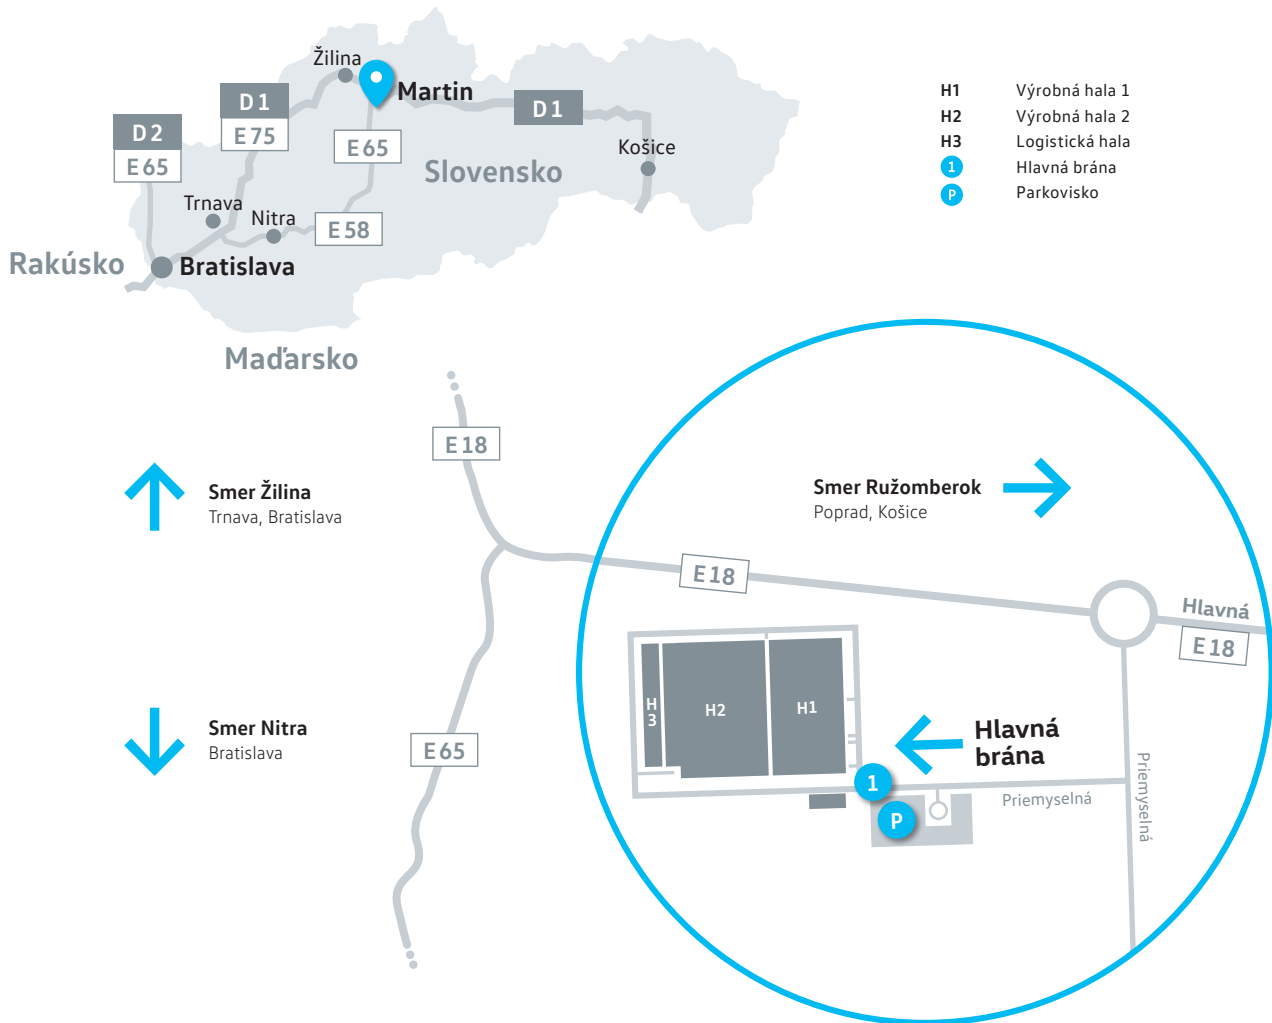 Žilina
Martin
D1
E75
D1
D2
E65
E65
Košice
Slovensko
Trnava
Nitra
E58
Rakúsko
Bratislava
Maďarsko
H1 Výrobná hala 1
H2 Výrobná hala 2
H3 Logistická hala
1 Hlavná brána
P Parkovisko
E18
Smer Žilina
Trnava, Bratislava
Smer Ružomberok
Poprad, Košice
E18
Hlavná
E18
H
3
H2
H1
Smer Nitra
Bratislava
E65
Hlavná
brána
1
P
Priemyselná
Priemyselná